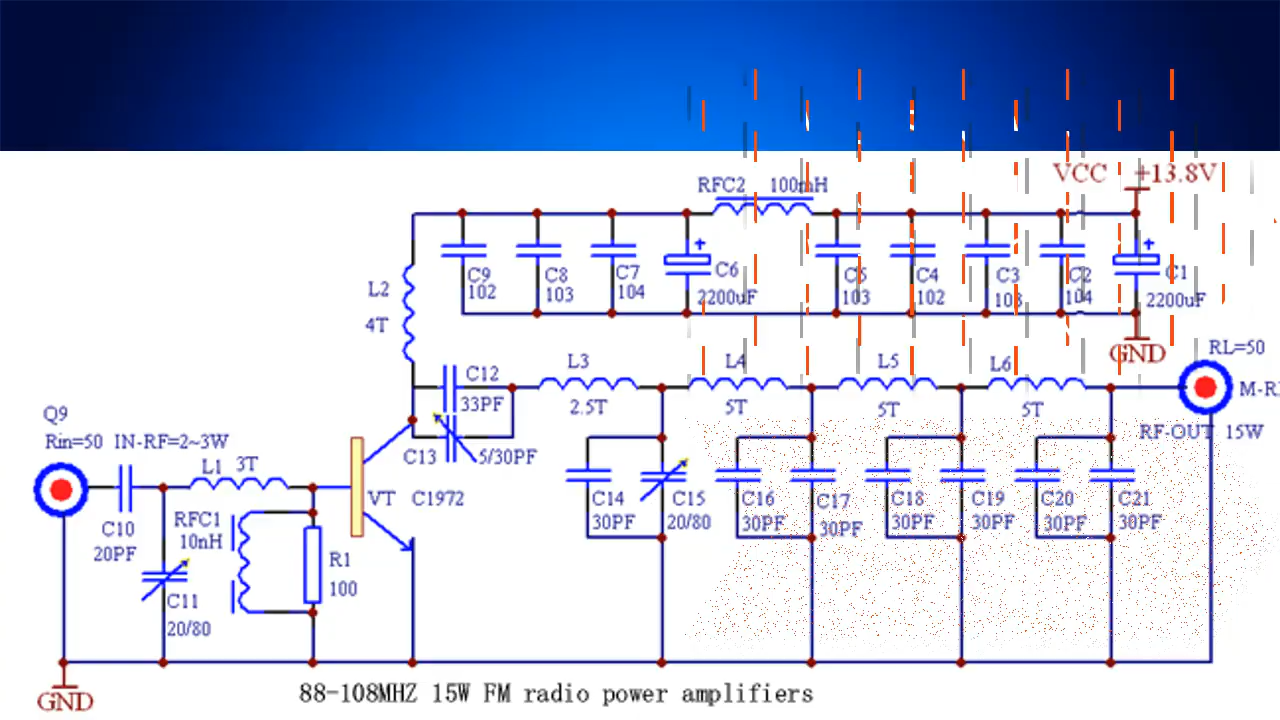 VCC +13.8V
RFC2 100mH
C9
102
C8
103
C7
104
C6
2200uF
C5
103
C4
102
C3
103
C2
104
C1
2200uF
GND
L2
4T
C12
33PF
C13
5/30PF
L3
2.5T
L4
5T
L5
5T
L6
5T
RL=50
RF-OUT 15W
Q9
Rin=50 IN-RF=2~3W
L1 3T
C10
20PF
RFC1
10nH
C11
20/80
R1
100
VT C1972
C14
30PF
C15
20/80
C16
30PF
C17
30PF
C18
30PF
C19
30PF
C20
30PF
C21
30PF
GND
88-108MHZ 15W FM radio power amplifiers